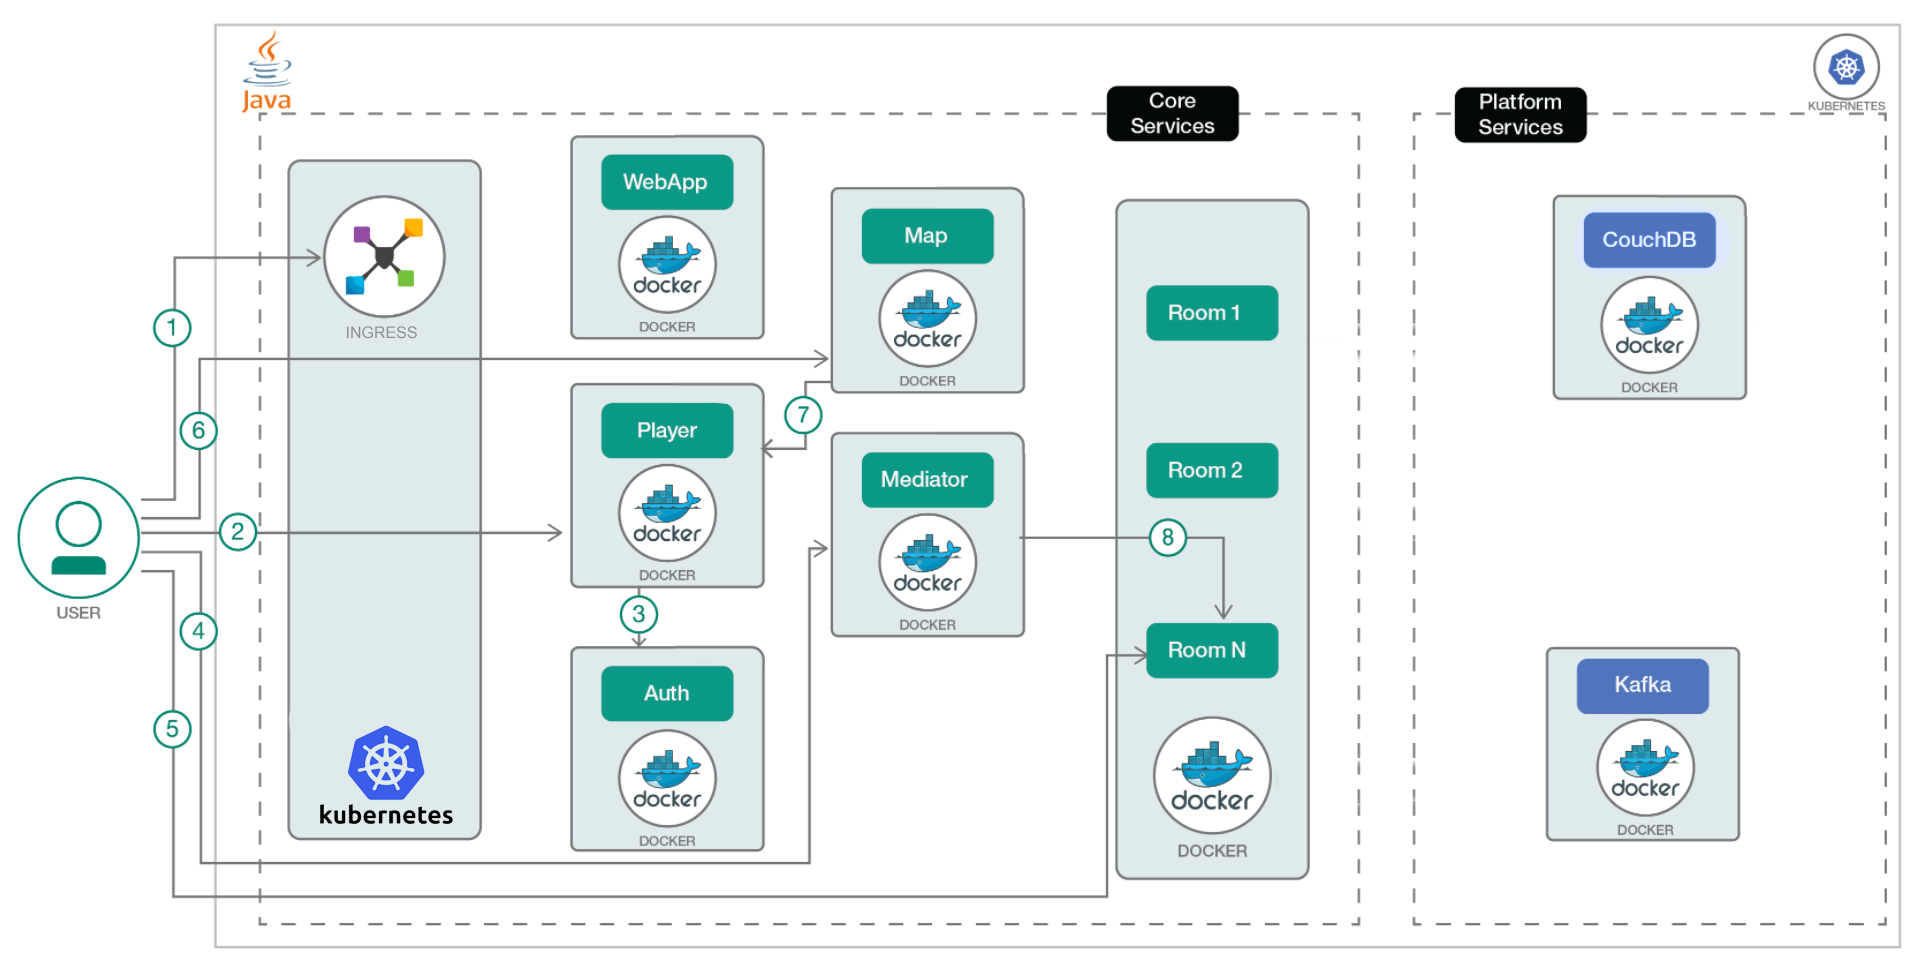 Java
KUBERNETES
Core
Services
Platform
Services
WebApp
docker
DOCKER
Map
docker
DOCKER
CouchDB
docker
DOCKER
INGRESS
Room 1
1
6
7
Player
docker
DOCKER
Mediator
docker
DOCKER
Room 2
2
8
USER
3
4
Room N
Auth
docker
DOCKER
Kafka
docker
DOCKER
5
kubernetes
docker
DOCKER